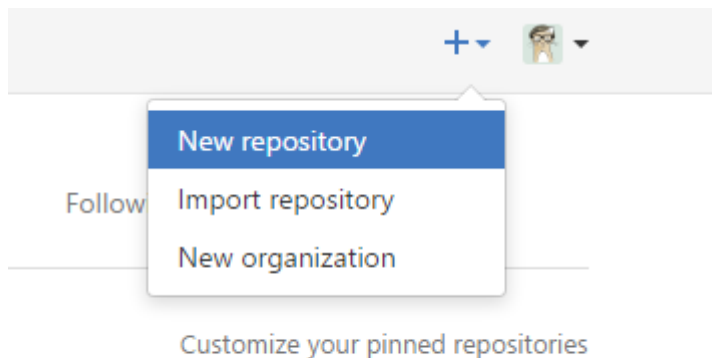 New repository
Follow
Import repository
New organization
Customize your pinned repositories